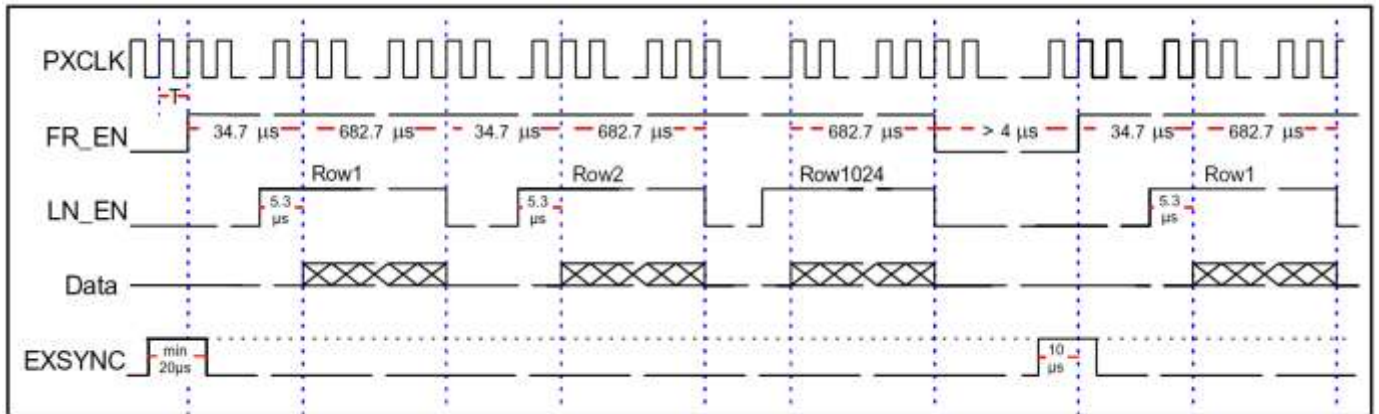 PXCLK
T
FR_EN
34.7 µs 682.7 µs 34.7 µs 682.7 µs 682.7 µs > 4 µs 34.7 µs 682.7 µs
Row1 Row2 Row1024 Row1
LN_EN
5.3 µs 5.3 µs 5.3 µs
Data
EXSYNC
min 20µs 10 µs